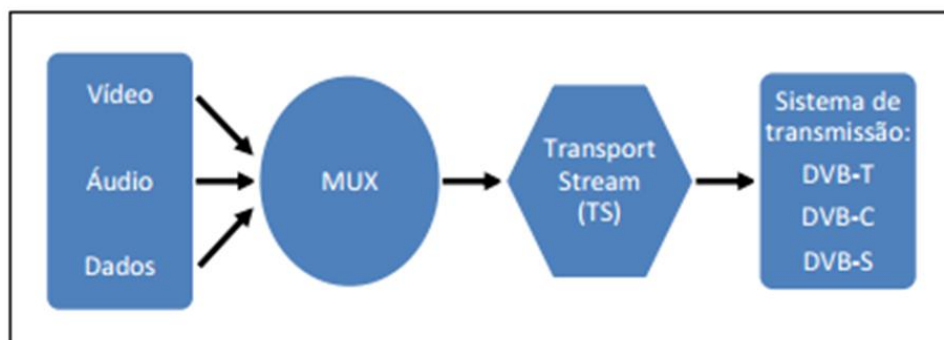 Vídeo
Áudio
Dados
MUX
Transport
Stream
(TS)
Sistema de
transmissão:
DVB-T
DVB-C
DVB-S